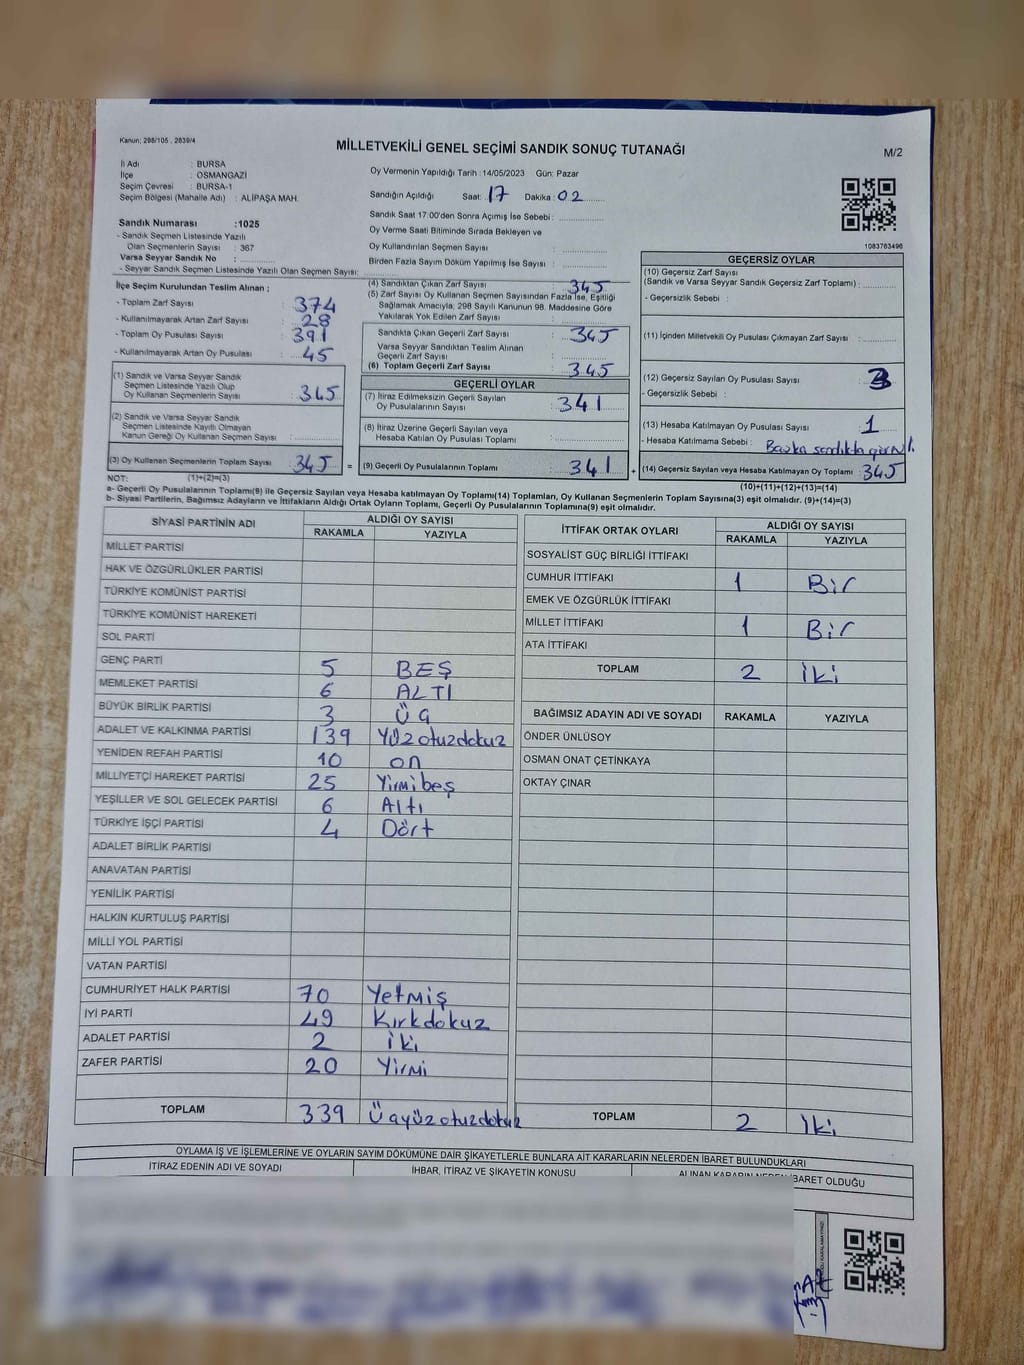 Kanun; 298/105 , 2839/4
MİLLETVEKİLİ GENEL SEÇİMİ SANDIK SONUÇ TUTANAĞI
M/2
İl Adı : BURSA
İlçe : OSMANGAZİ
Seçim Çevresi : BURSA-1
Seçim Bölgesi (Mahalle Adı) : ALİPAŞA MAH.
Oy Vermenin Yapıldığı Tarih :14/05/2023 Gün: Pazar
Sandığın Açıldığı Saat: 17 Dakika : 02
Sandık Saat 17:00'den Sonra Açımış İse Sebebi :
Oy Verme Saati Bitiminde Sırada Bekleyen ve
Oy Kullandırılan Seçmen Sayısı :
Birden Fazla Sayım Döküm Yapılmış İse Sayısı :
1083763496
Sandık Numarası :1025
- Sandık Seçmen Listesinde Yazılı
Olan Seçmenlerin Sayısı : 367
Varsa Seyyar Sandık No :
- Seyyar Sandık Seçmen Listesinde Yazılı Olan Seçmen Sayısı:
İlçe Seçim Kurulundan Teslim Alınan ;
- Toplam Zarf Sayısı : 374
- Kullanılmayarak Artan Zarf Sayısı : 28
- Toplam Oy Pusulası Sayısı : 391
- Kullanılmayarak Artan Oy Pusulası : 45
(1) Sandık ve Varsa Seyyar Sandık
Seçmen Listesinde Yazılı Olup
Oy Kullanan Seçmenlerin Sayısı : 345
(2) Sandık ve Varsa Seyyar Sandık
Seçmen Listesinde Kayıtlı Olmayan
Kanun Gereği Oy Kullanan Seçmen Sayısı :
(3) Oy Kullanan Seçmenlerin Toplam Sayısı : 345 =
(4) Sandıktan Çıkan Zarf Sayısı : 345
(5) Zarf Sayısı Oy Kullanan Seçmen Sayısından Fazla İse, Eşitliği
Sağlamak Amacıyla, 298 Sayılı Kanunun 98. Maddesine Göre
Yakılarak Yok Edilen Zarf Sayısı :
Sandıkta Çıkan Geçerli Zarf Sayısı : 345
Varsa Seyyar Sandıktan Teslim Alınan
Geçerli Zarf Sayısı :
(6) Toplam Geçerli Zarf Sayısı : 345
GEÇERLİ OYLAR
(7) İtiraz Edilmeksizin Geçerli Sayılan
Oy Pusulalarının Sayısı : 341
(8) İtiraz Üzerine Geçerli Sayılan veya
Hesaba Katılan Oy Pusulası Toplamı :
(9) Geçerli Oy Pusulalarının Toplamı : 341 +
GEÇERSİZ OYLAR
(10) Geçersiz Zarf Sayısı
(Sandık ve Varsa Seyyar Sandık Geçersiz Zarf Toplamı) :
- Geçersizlik Sebebi :
(11) İçinden Milletvekili Oy Pusulası Çıkmayan Zarf Sayısı :
(12) Geçersiz Sayılan Oy Pusulası Sayısı : 3
- Geçersizlik Sebebi :
(13) Hesaba Katılmayan Oy Pusulası Sayısı : 1
- Hesaba Katılmama Sebebi : Başka sandıkta
(14) Geçersiz Sayılan veya Hesaba Katılmayan Oy Toplamı : 345
NOT: (1)+(2)=(3)
(10)+(11)+(12)+(13)=(14)
a- Geçerli Oy Pusulalarının Toplamı(9) ile Geçersiz Sayılan veya Hesaba katılmayan Oy Toplamı(14) Toplamları, Oy Kullanan Seçmenlerin Toplam Sayısına(3) eşit olmalıdır. (9)+(14)=(3)
b- Siyasi Partilerin, Bağımsız Adayların ve İttifakların Aldığı Ortak Oyların Toplamı, Geçerli Oy Pusulalarının Toplamına(9) eşit olmalıdır.
SİYASİ PARTİNİN ADI ALDIĞI OY SAYISI
RAKAMLA YAZIYLA
MİLLET PARTİSİ
HAK VE ÖZGÜRLÜKLER PARTİSİ
TÜRKİYE KOMÜNİST PARTİSİ
TÜRKİYE KOMÜNİST HAREKETİ
SOL PARTİ
GENÇ PARTİ 5 BEŞ
MEMLEKET PARTİSİ 6 ALTI
BÜYÜK BİRLİK PARTİSİ 3 Üç
ADALET VE KALKINMA PARTİSİ 139 Yüzotuzdokuz
YENİDEN REFAH PARTİSİ 10 on
MİLLİYETÇİ HAREKET PARTİSİ 25 Yirmibeş
YEŞİLLER VE SOL GELECEK PARTİSİ 6 Altı
TÜRKİYE İŞÇİ PARTİSİ 4 Dört
ADALET BİRLİK PARTİSİ
ANAVATAN PARTİSİ
YENİLİK PARTİSİ
HALKIN KURTULUŞ PARTİSİ
MİLLİ YOL PARTİSİ
VATAN PARTİSİ
CUMHURİYET HALK PARTİSİ 70 Yetmiş
İYİ PARTİ 49 Kırkdokuz
ADALET PARTİSİ 2 İki
ZAFER PARTİSİ 20 Yirmi
TOPLAM 339 Üçyüzotuzdokuz
İTTİFAK ORTAK OYLARI ALDIĞI OY SAYISI
RAKAMLA YAZIYLA
SOSYALİST GÜÇ BİRLİĞİ İTTİFAKI
CUMHUR İTTİFAKI 1 Bir
EMEK VE ÖZGÜRLÜK İTTİFAKI
MİLLET İTTİFAKI 1 Bir
ATA İTTİFAKI
TOPLAM 2 İki
BAĞIMSIZ ADAYIN ADI VE SOYADI RAKAMLA YAZIYLA
ÖNDER ÜNLÜSOY
OSMAN ONAT ÇETİNKAYA
OKTAY ÇINAR
TOPLAM 2 İki
OYLAMA İŞ VE İŞLEMLERİNE VE OYLARIN SAYIM DÖKÜMÜNE DAİR ŞİKAYETLERLE BUNLARA AİT KARARLARIN NELERDEN İBARET BULUNDUKLARI
İTİRAZ EDENİN ADI VE SOYADI İHBAR, İTİRAZ VE ŞİKAYETİN KONUSU ALINAN KARARIN NEDEN İBARET OLDUĞU